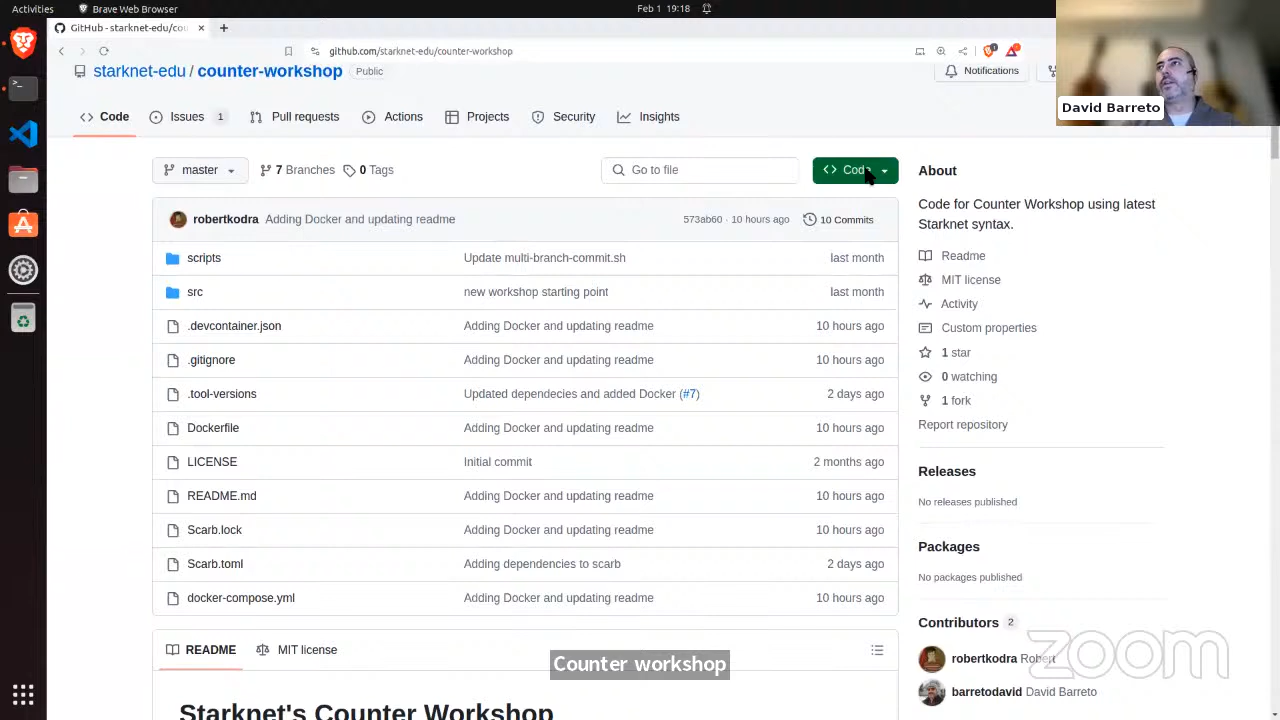 Activities
Brave Web Browser
Feb 1 19:18
GitHub - starknet-edu/cou
github.com/starknet-edu/counter-workshop
David Barreto
starknet-edu / counter-workshop Public
Notifications
Code
Issues 1
Pull requests
Actions
Projects
Security
Insights
master
7 Branches
0 Tags
Go to file
Code
robertkodra Adding Docker and updating readme 573ab60 · 10 hours ago 10 Commits
scripts Update multi-branch-commit.sh last month
src new workshop starting point last month
.devcontainer.json Adding Docker and updating readme 10 hours ago
.gitignore Adding Docker and updating readme 10 hours ago
.tool-versions Updated dependecies and added Docker (#7) 2 days ago
Dockerfile Adding Docker and updating readme 10 hours ago
LICENSE Initial commit 2 months ago
README.md Adding Docker and updating readme 10 hours ago
Scarb.lock Adding Docker and updating readme 10 hours ago
Scarb.toml Adding dependencies to scarb 2 days ago
docker-compose.yml Adding Docker and updating readme 10 hours ago
README
MIT license
Starknet's Counter Workshop
About
Code for Counter Workshop using latest
Starknet syntax.
Readme
MIT license
Activity
Custom properties
1 star
0 watching
1 fork
Report repository
Releases
No releases published
Packages
No packages published
Contributors 2
robertkodra Robert
barretodavid David Barreto
Counter workshop
zoom